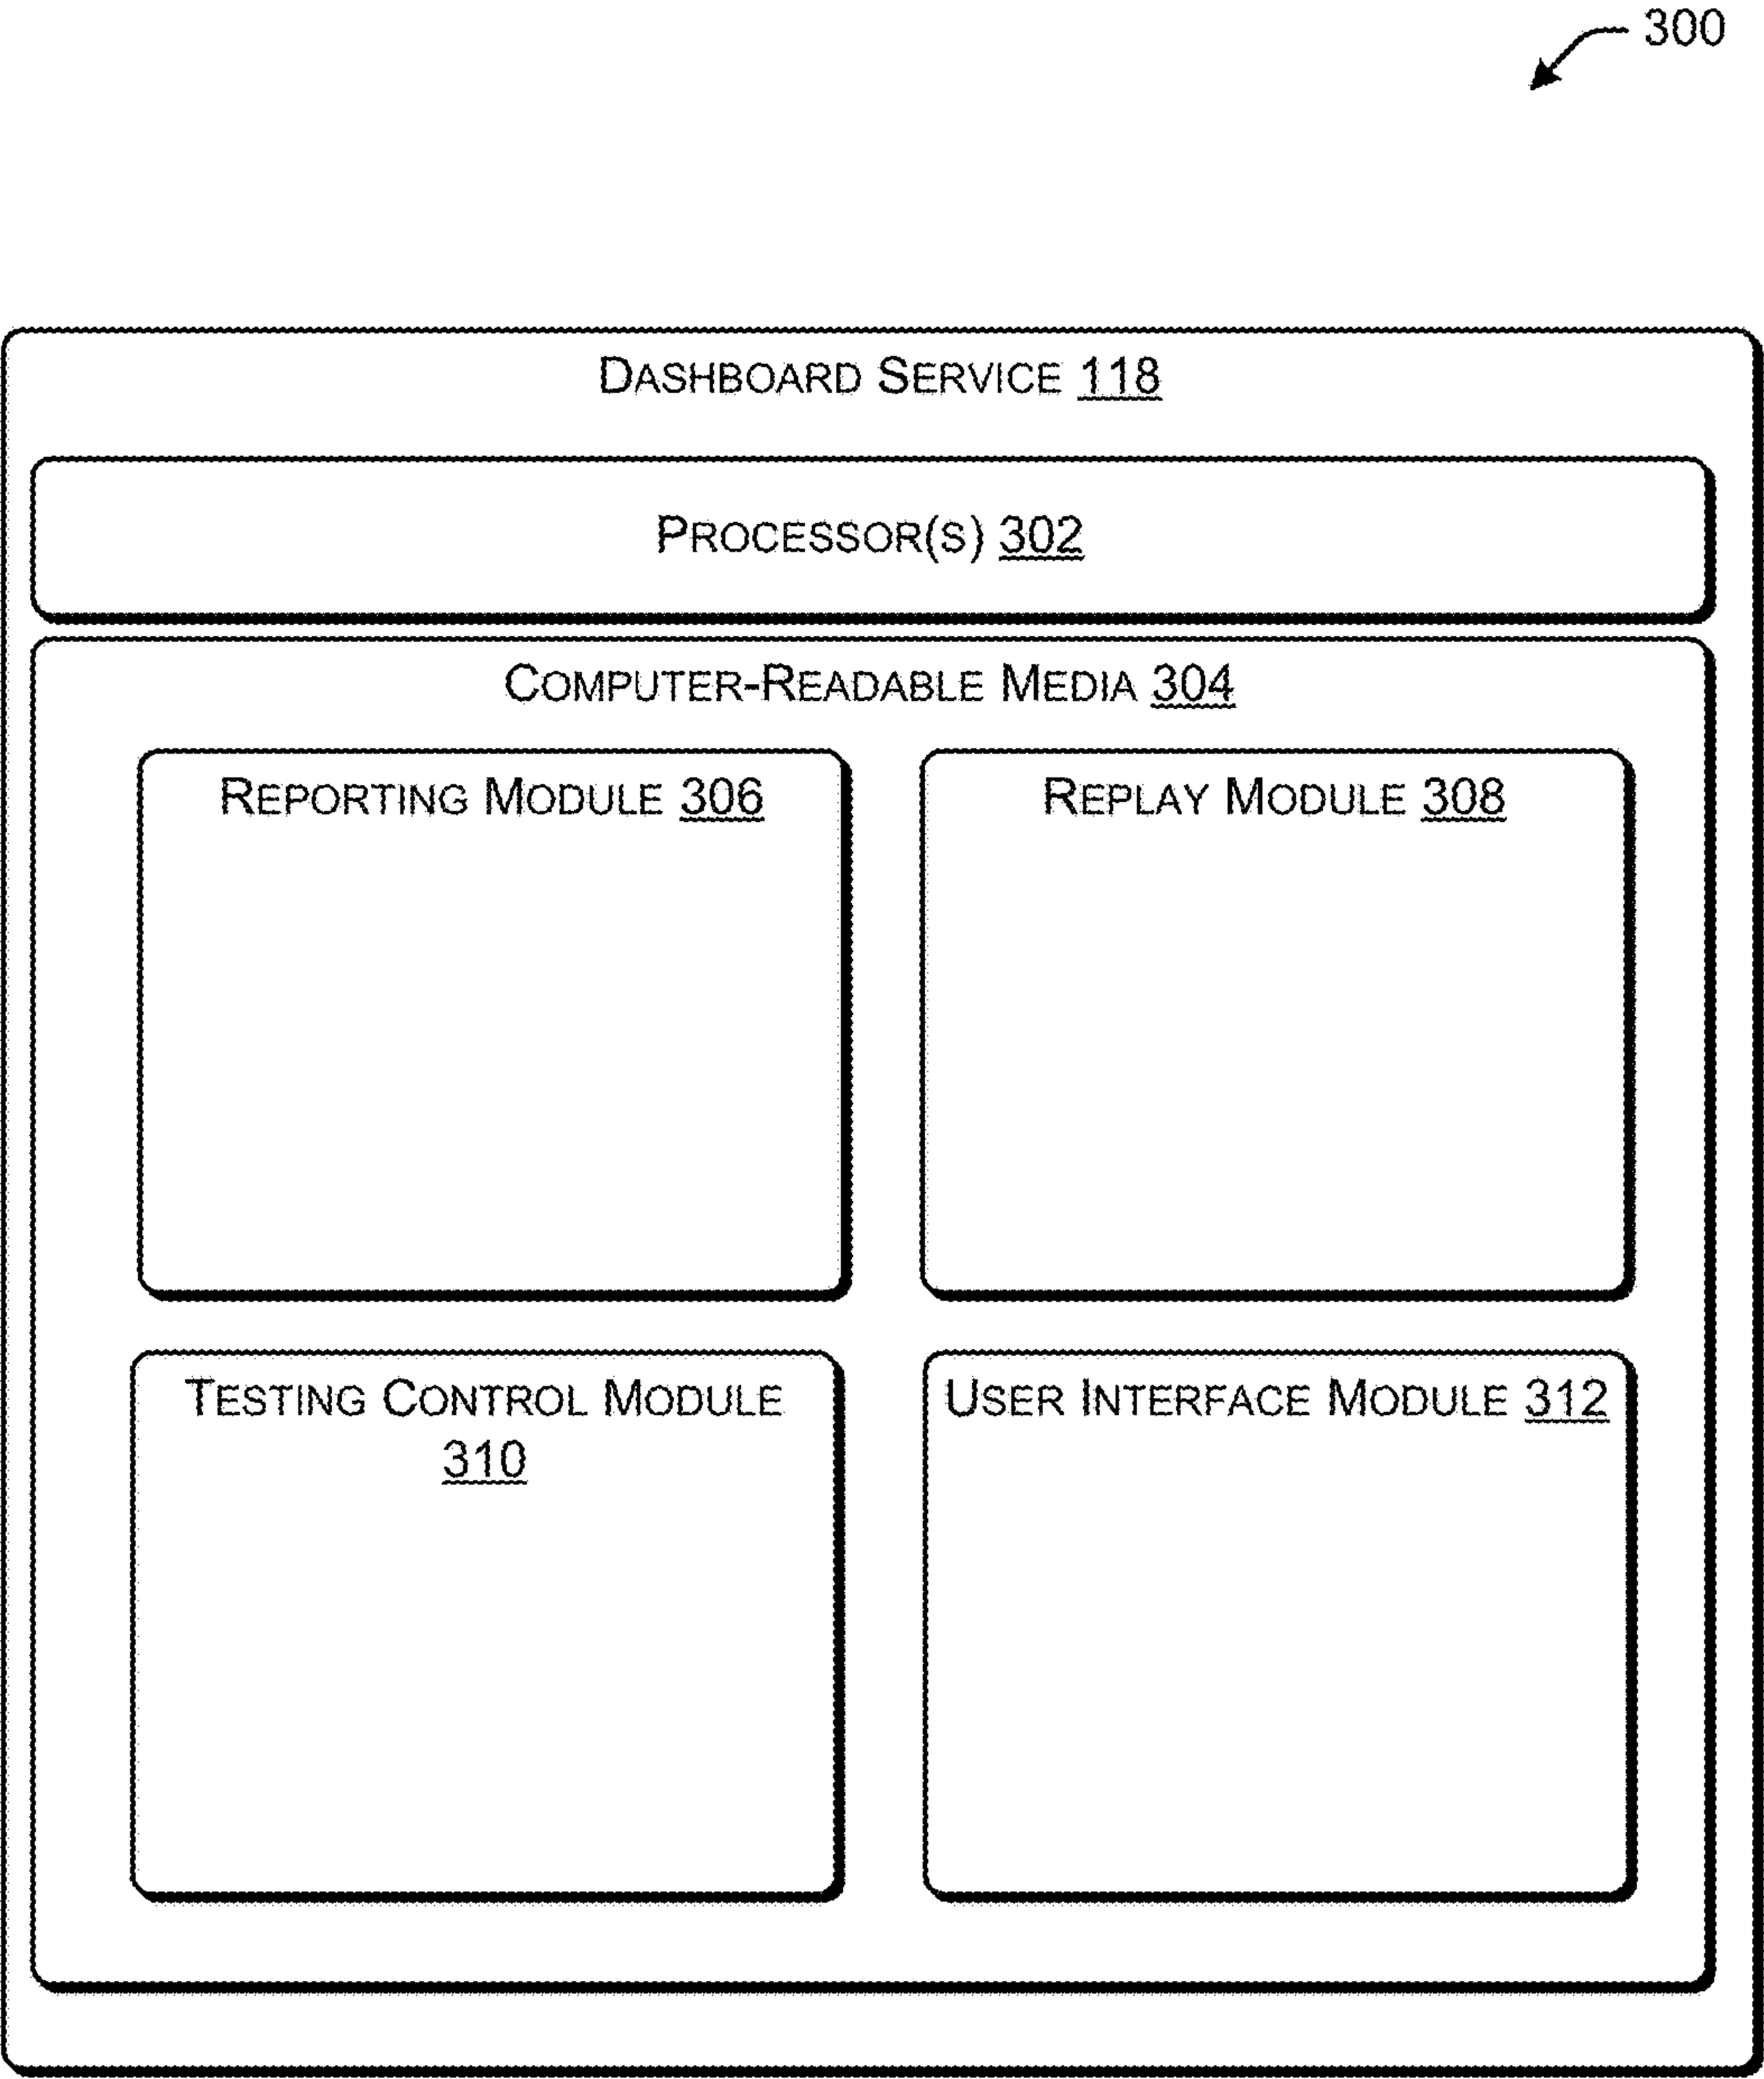 300
DASHBOARD SERVICE 118
PROCESSOR(S) 302
COMPUTER-READABLE MEDIA 304
REPORTING MODULE 306
REPLAY MODULE 308
TESTING CONTROL MODULE
310
USER INTERFACE MODULE 312